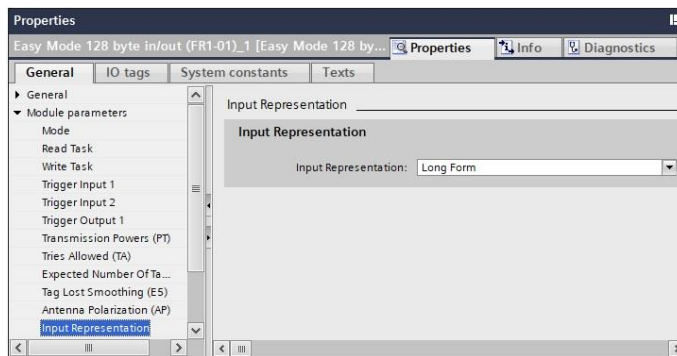 Properties
Easy Mode 128 byte in/out (FR1-01)_1 [Easy Mode 128 by...
Properties
Info
Diagnostics
General
IO tags
System constants
Texts
General
Module parameters
Mode
Read Task
Write Task
Trigger Input 1
Trigger Input 2
Trigger Output 1
Transmission Powers (PT)
Tries Allowed (TA)
Expected Number Of Ta...
Tag Lost Smoothing (E5)
Antenna Polarization (AP)
Input Representation
Input Representation
Input Representation
Input Representation: Long Form